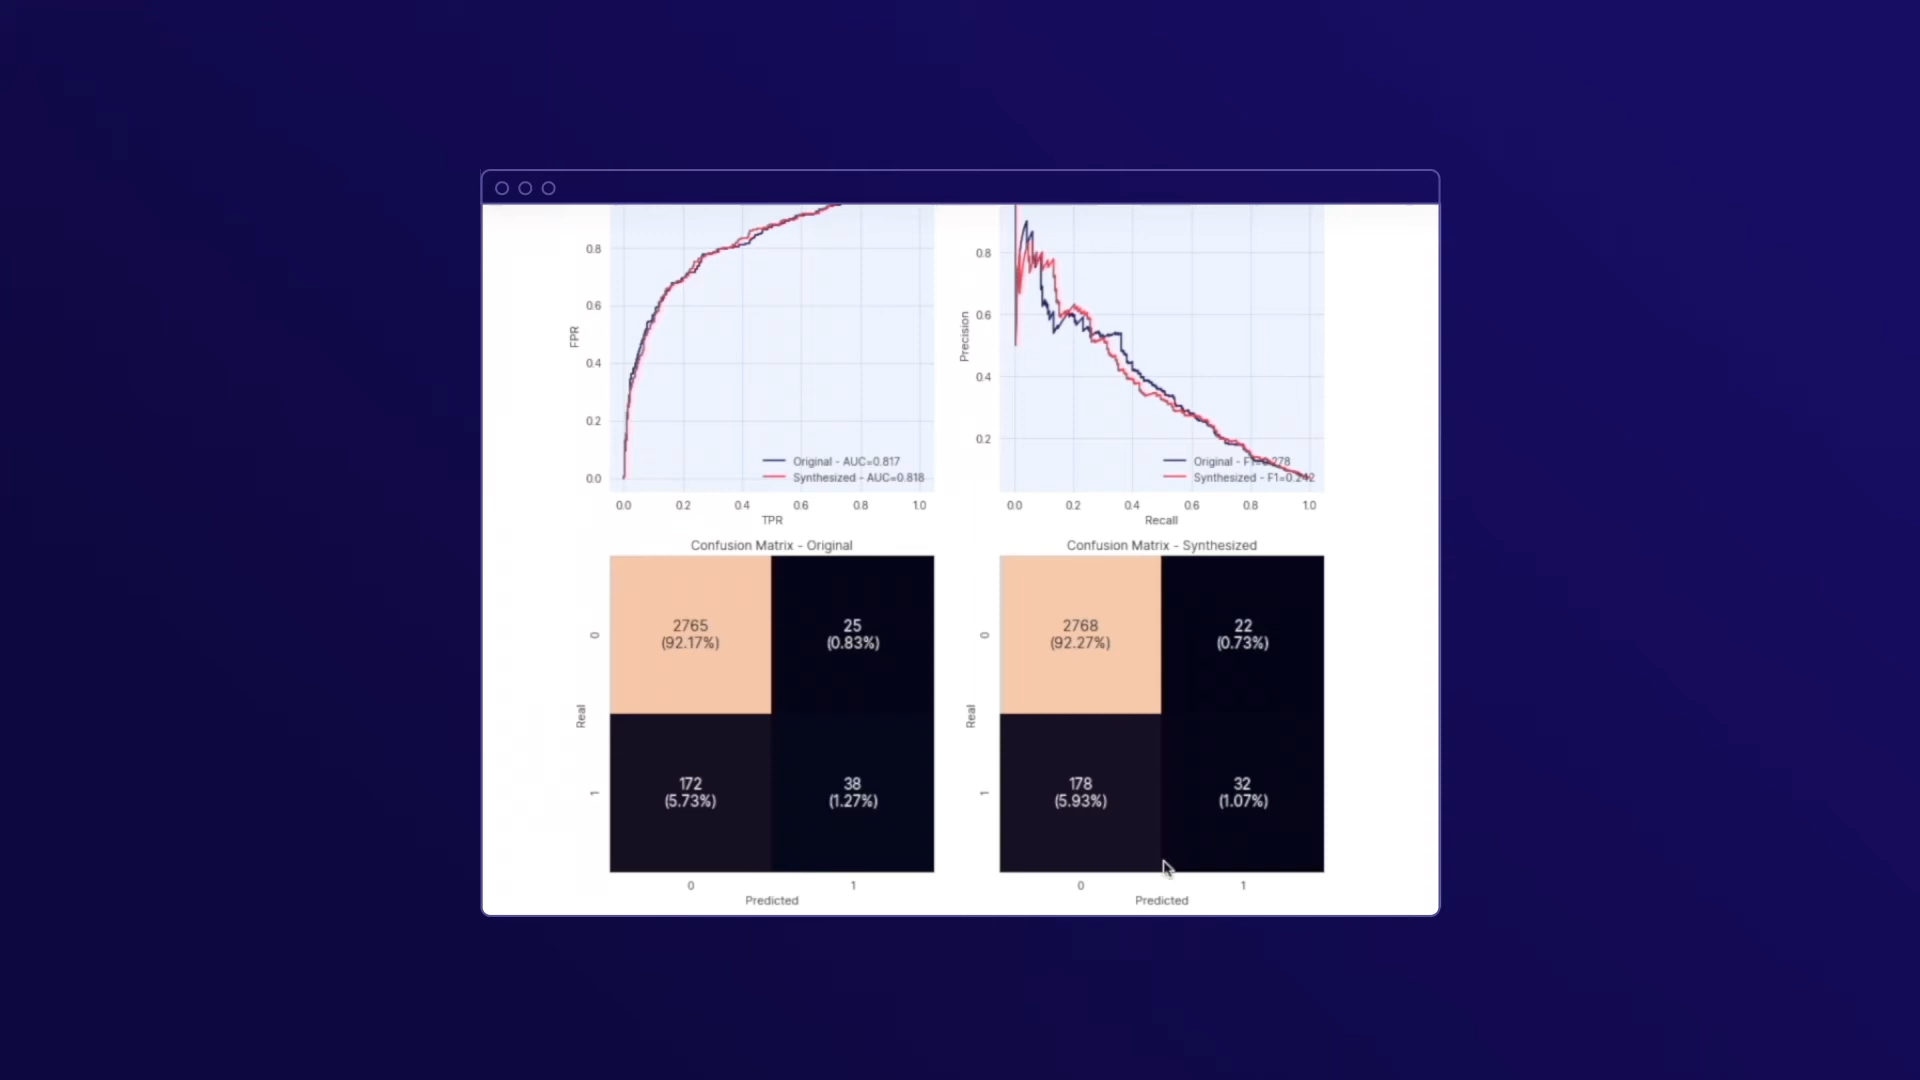 0.8
0.6
0.4
0.2
0.0
FPR
Original - AUC=0.817
Synthesized - AUC=0.818
0.0 0.2 0.4 0.6 0.8 1.0
TPR
0.8
0.6
0.4
0.2
Precision
Original - F1=0.278
Synthesized - F1=0.242
0.0 0.2 0.4 0.6 0.8 1.0
Recall
Confusion Matrix - Original
0
2765
(92.17%)
25
(0.83%)
Real
1
172
(5.73%)
38
(1.27%)
0 1
Predicted
Confusion Matrix - Synthesized
0
2768
(92.27%)
22
(0.73%)
Real
1
178
(5.93%)
32
(1.07%)
0 1
Predicted